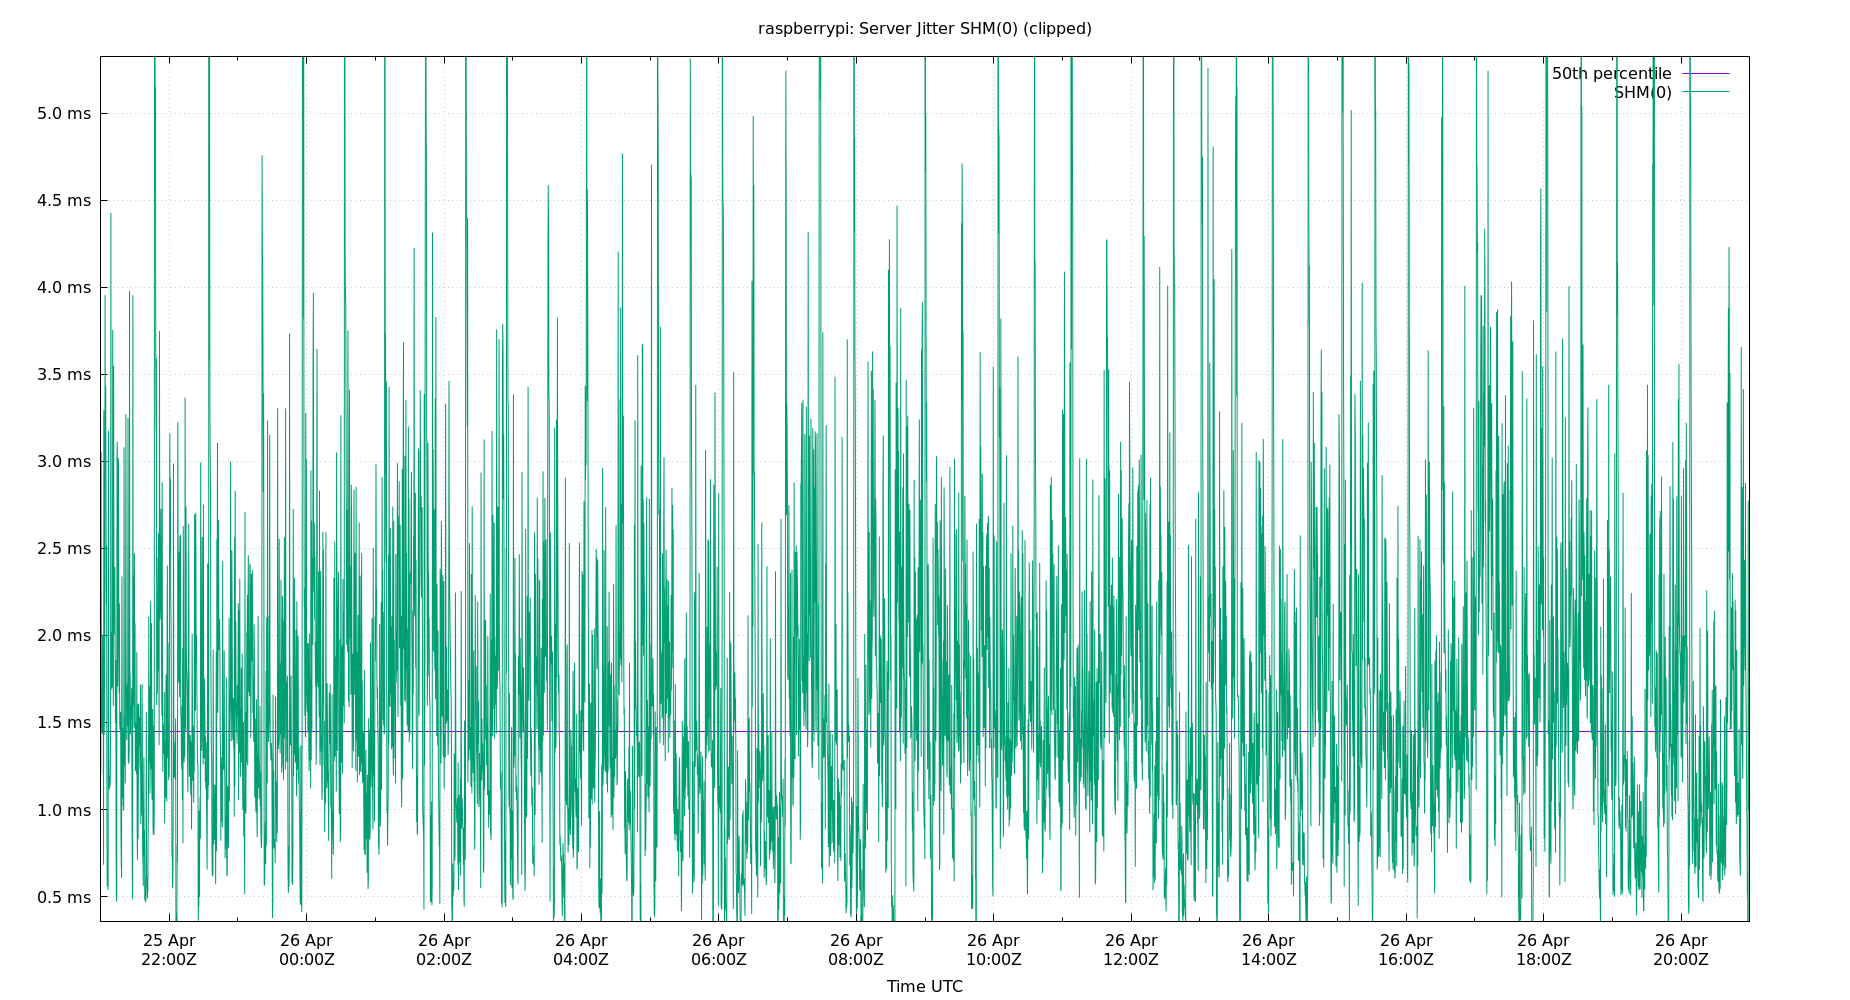 raspberrypi: Server Jitter SHM(0) (clipped)
50th percentile
SHM(0)
5.0 ms
4.5 ms
4.0 ms
3.5 ms
3.0 ms
2.5 ms
2.0 ms
1.5 ms
1.0 ms
0.5 ms
25 Apr 26 Apr 26 Apr 26 Apr 26 Apr 26 Apr 26 Apr 26 Apr 26 Apr 26 Apr 26 Apr 26 Apr
22:00Z 00:00Z 02:00Z 04:00Z 06:00Z 08:00Z 10:00Z 12:00Z 14:00Z 16:00Z 18:00Z 20:00Z
Time UTC